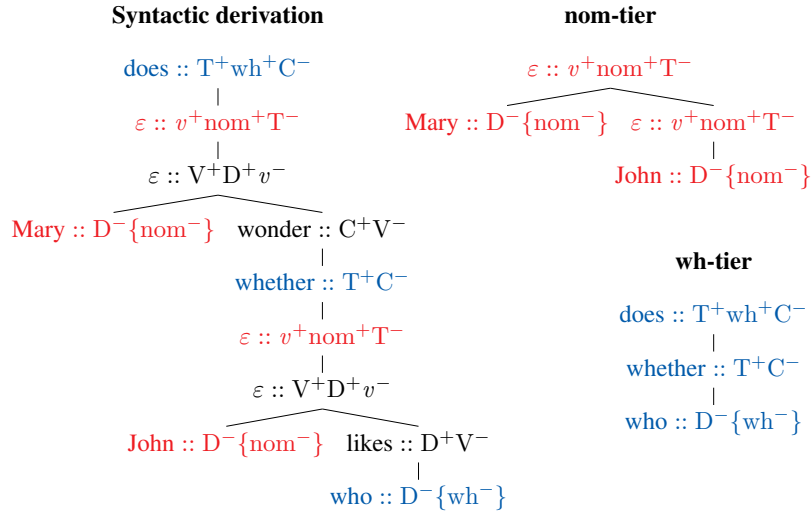 Syntactic derivation
does :: T⁺wh⁺C⁻
ε :: v⁺nom⁺T⁻
ε :: V⁺D⁺v⁻
Mary :: D⁻{nom⁻} wonder :: C⁺V⁻
whether :: T⁺C⁻
ε :: v⁺nom⁺T⁻
ε :: V⁺D⁺v⁻
John :: D⁻{nom⁻} likes :: D⁺V⁻
who :: D⁻{wh⁻}
nom-tier
ε :: v⁺nom⁺T⁻
Mary :: D⁻{nom⁻} ε :: v⁺nom⁺T⁻
John :: D⁻{nom⁻}
wh-tier
does :: T⁺wh⁺C⁻
whether :: T⁺C⁻
who :: D⁻{wh⁻}